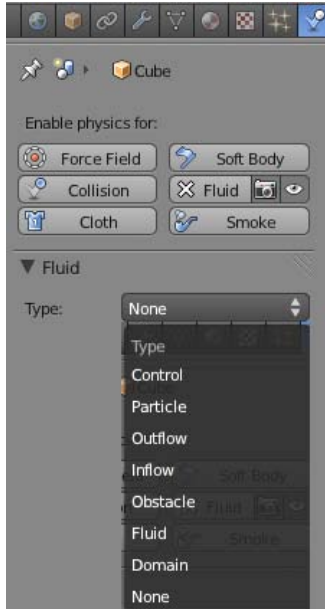 Cube
Enable physics for:
Force Field Soft Body
Collision Fluid
Cloth Smoke
Fluid
Type: None
Type
Control
Particle
Outflow
Inflow
Obstacle
Fluid
Domain
None